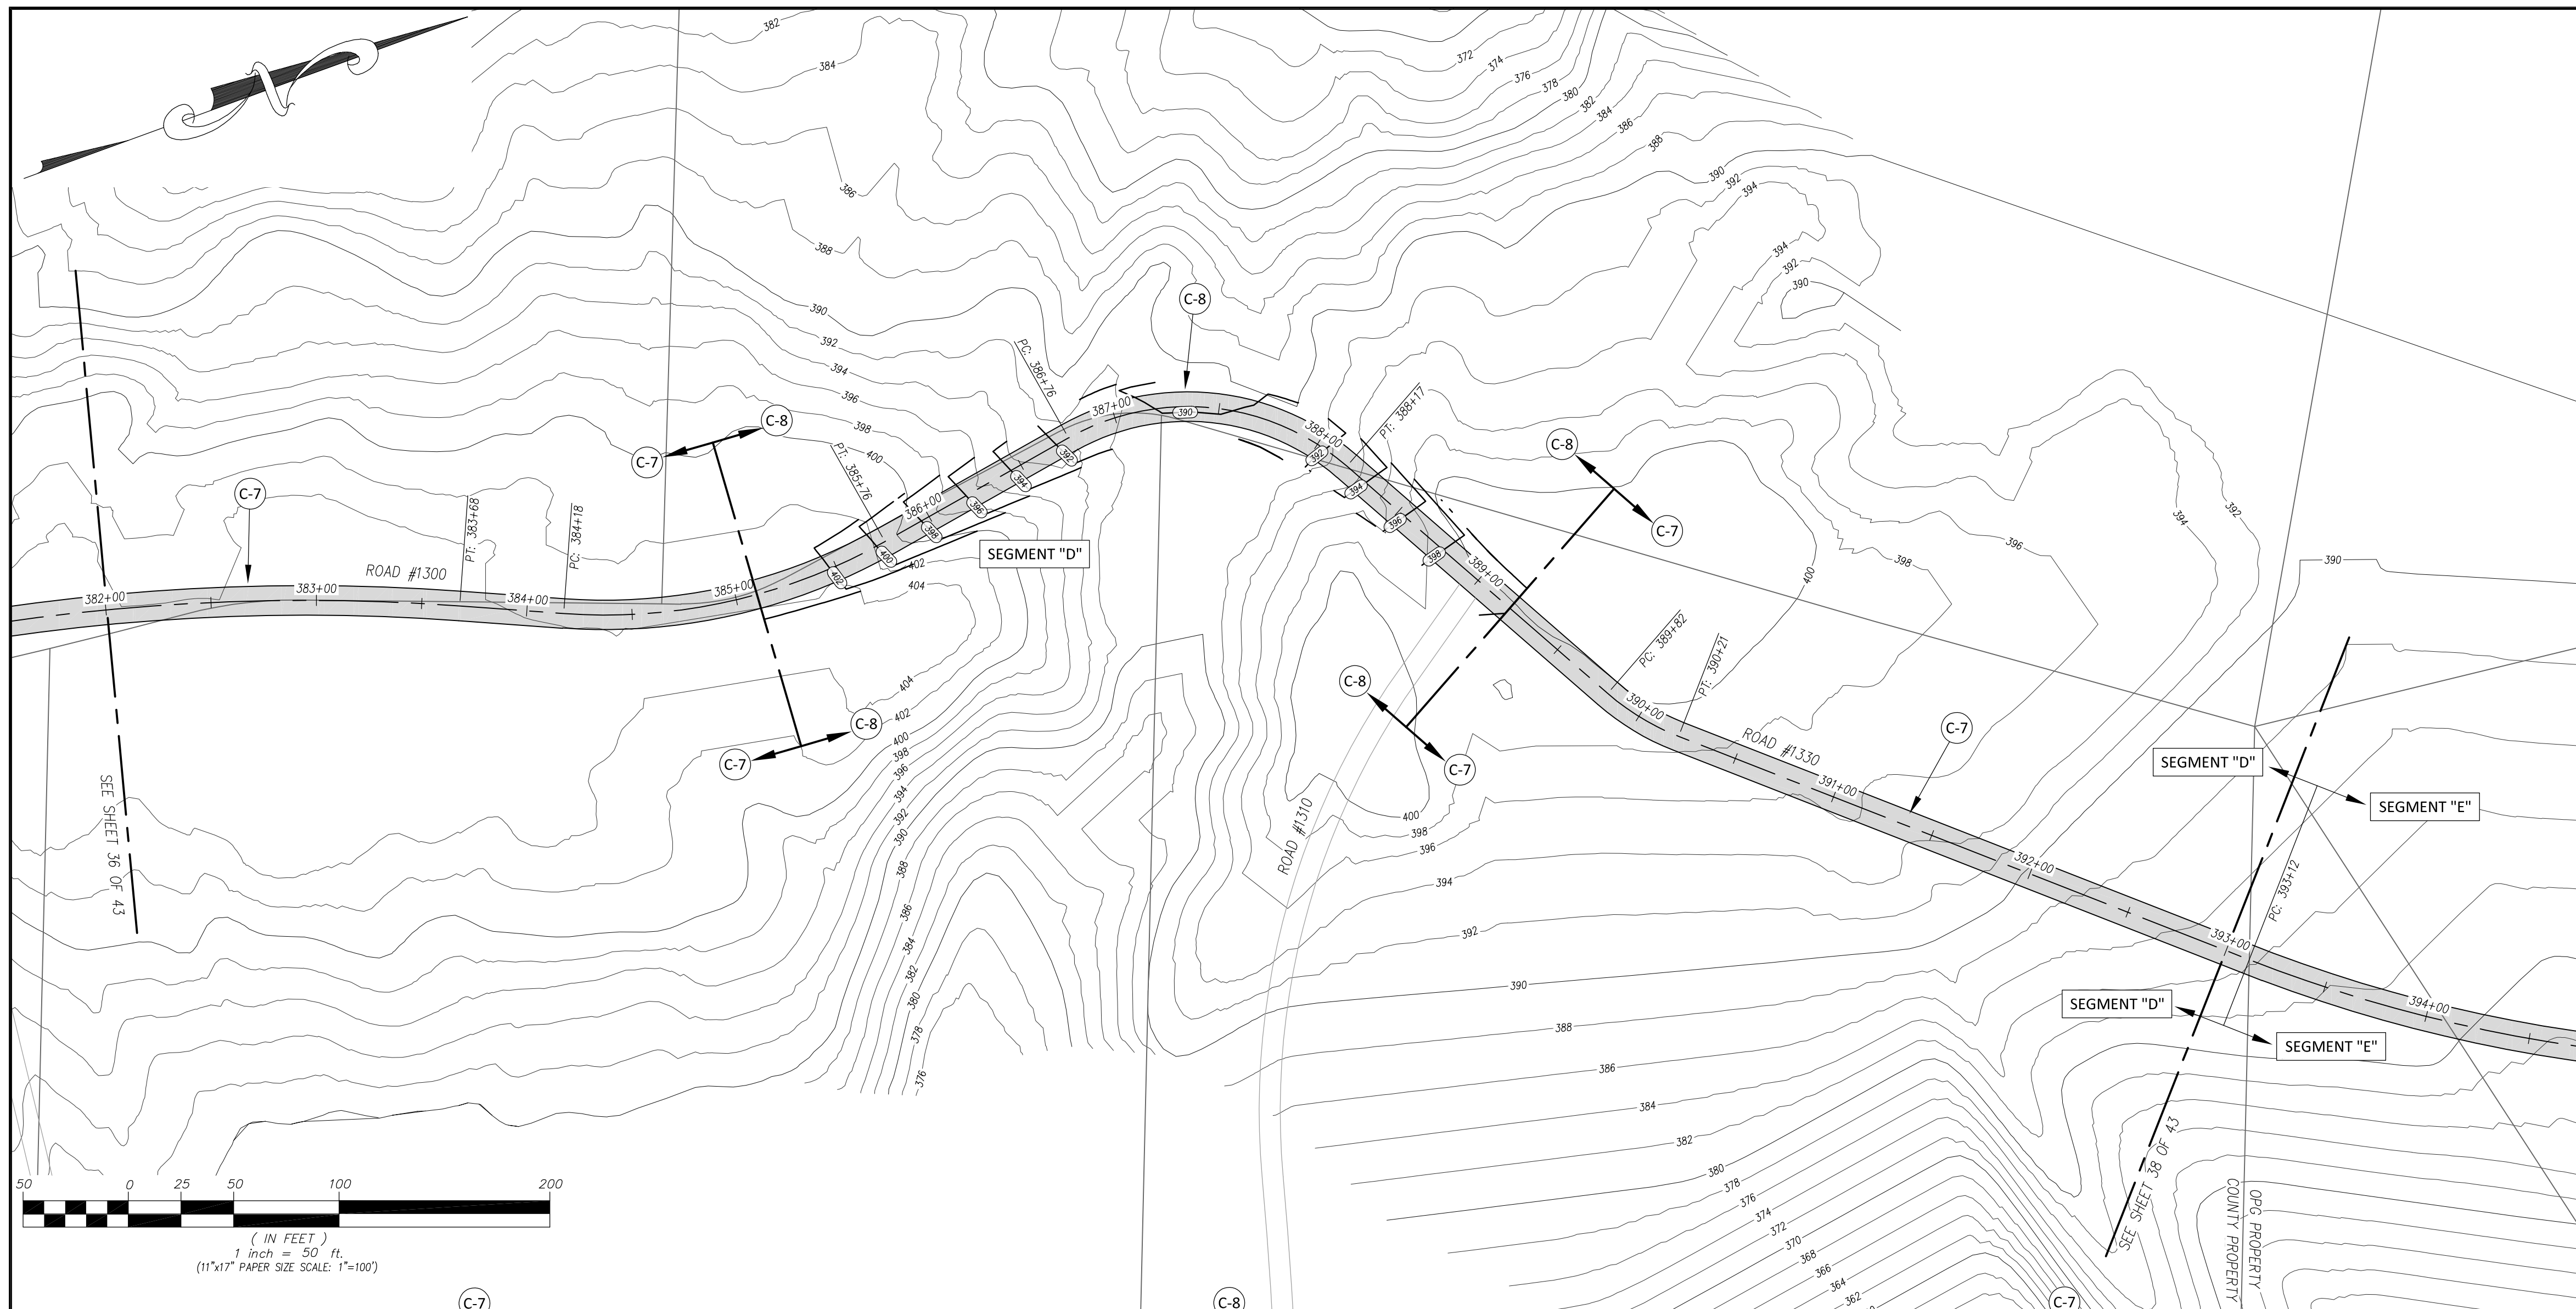 N
382
384
386
388
390
392
394
396
398
400
372
374
376
378
380
382
384
386
388
390
392
394
394
392
390
C-8
C-7
C-8
C-7
PT: 383+68
PC: 384+18
ROAD #1300
382+00
383+00
384+00
385+00
386+00
387+00
388+00
389+00
390+00
391+00
392+00
393+00
394+00
PT: 385+76
PC: 386+76
PT: 388+17
402
400
398
396
394
392
390
392
394
396
398
SEGMENT "D"
402
404
C-8
C-7
400
398
396
394
392
390
PC: 389+82
PT: 390+21
ROAD #1330
C-7
C-8
C-7
C-8
C-7
404
402
400
398
396
394
392
390
388
386
384
382
380
378
376
ROAD #1310
400
398
396
394
392
390
388
386
384
382
380
378
376
374
372
370
368
366
364
362
SEE SHEET 36 OF 43
SEGMENT "D"
SEGMENT "E"
PC: 393+12
SEGMENT "D"
SEGMENT "E"
SEE SHEET 38 OF 43
COUNTY PROPERTY
OPG PROPERTY
50 0 25 50 100 200
( IN FEET )
1 inch = 50 ft.
(11"x17" PAPER SIZE SCALE: 1"=100')
C-7
C-8
C-7